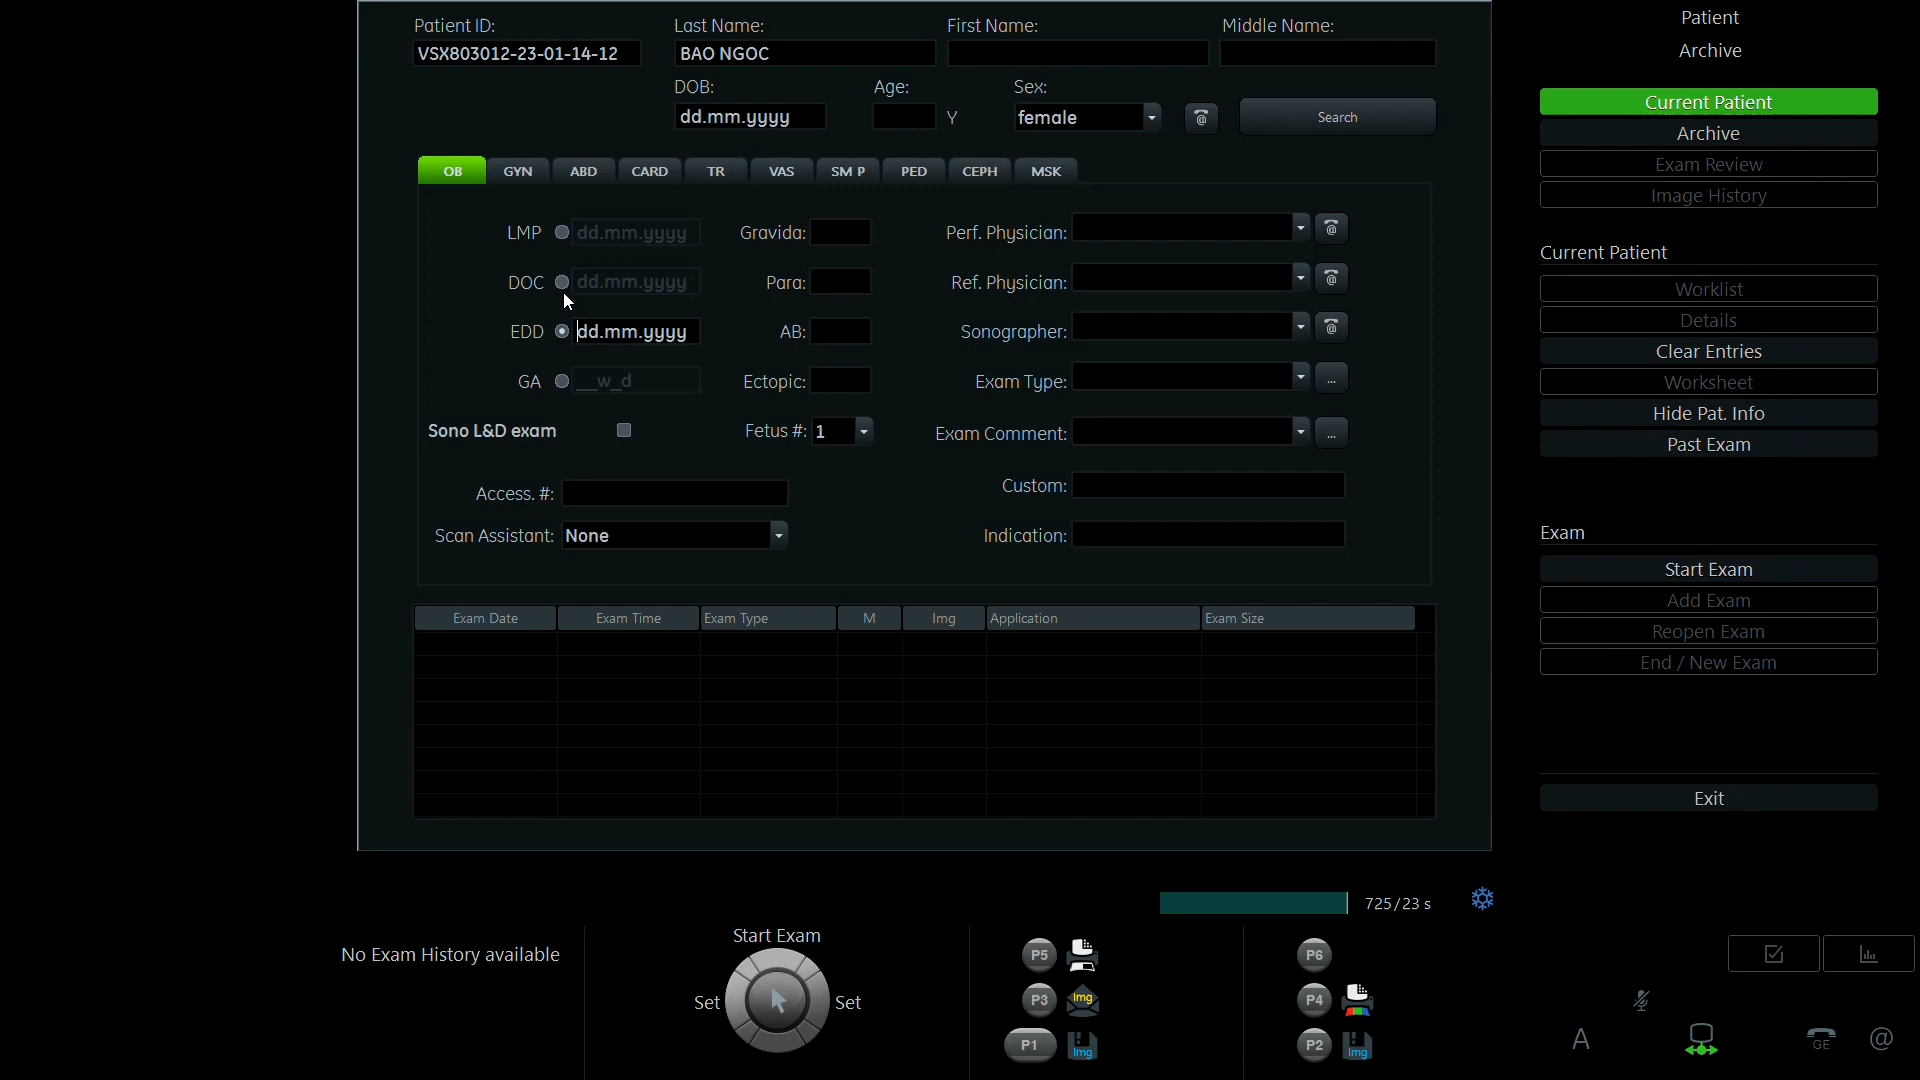 Patient ID: Last Name: First Name: Middle Name:
VSX803012-23-01-14-12 BAO NGOC
DOB: Age: Sex:
dd.mm.yyyy Y female @ Search
OB GYN ABD CARD TR VAS SM P PED CEPH MSK
LMP dd.mm.yyyy Gravida: Perf. Physician: @
DOC dd.mm.yyyy Para: Ref. Physician: @
EDD dd.mm.yyyy AB: Sonographer: @
GA __w_d Ectopic: Exam Type: ...
Sono L&D exam Fetus #: 1 Exam Comment: ...
Access. #: Custom:
Scan Assistant: None Indication:
Exam Date Exam Time Exam Type M Img Application Exam Size
725/23 s
No Exam History available
Start Exam
Set Set
P5
P3 Img
P1 Img
P6
P4
P2 Img
Patient
Archive
Current Patient
Archive
Exam Review
Image History
Current Patient
Worklist
Details
Clear Entries
Worksheet
Hide Pat. Info
Past Exam
Exam
Start Exam
Add Exam
Reopen Exam
End / New Exam
Exit
A GE @